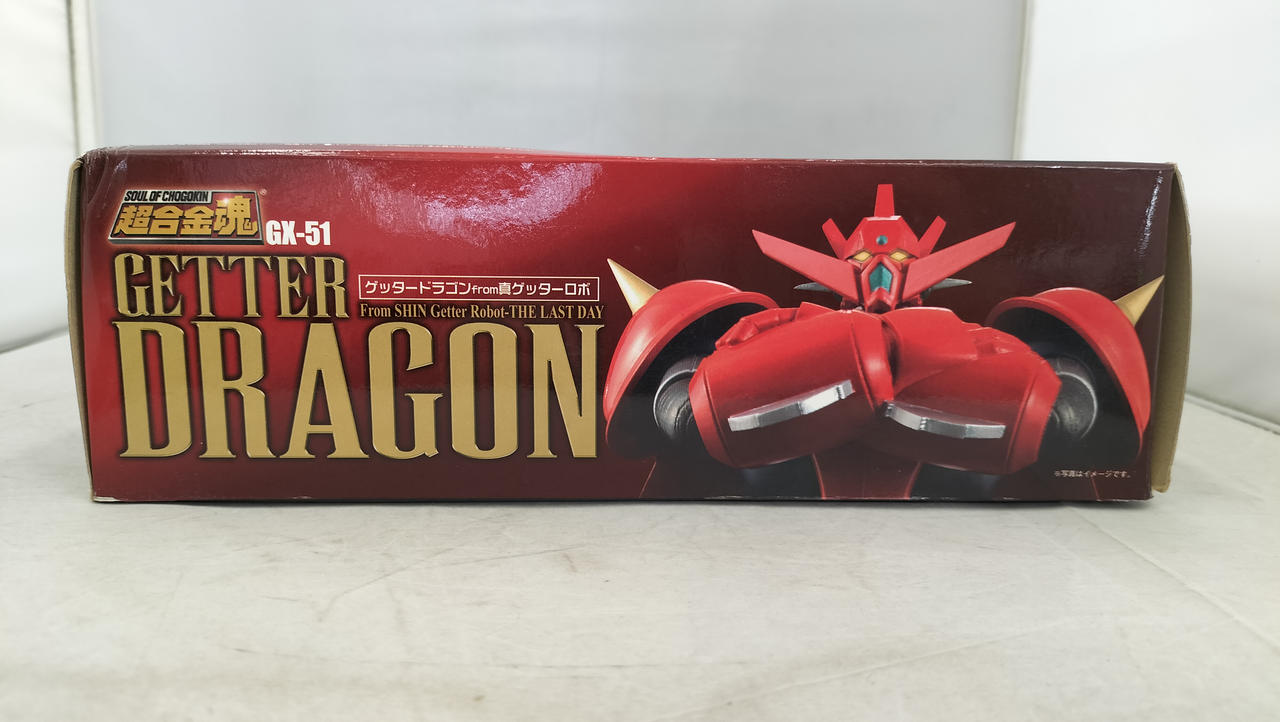 SOUL OF CHOGOKIN
超合金魂®
GX-51
GETTER
DRAGON
ゲッタードラゴンfrom真ゲッターロボ
From SHIN Getter Robot-THE LAST DAY
※写真はイメージです。